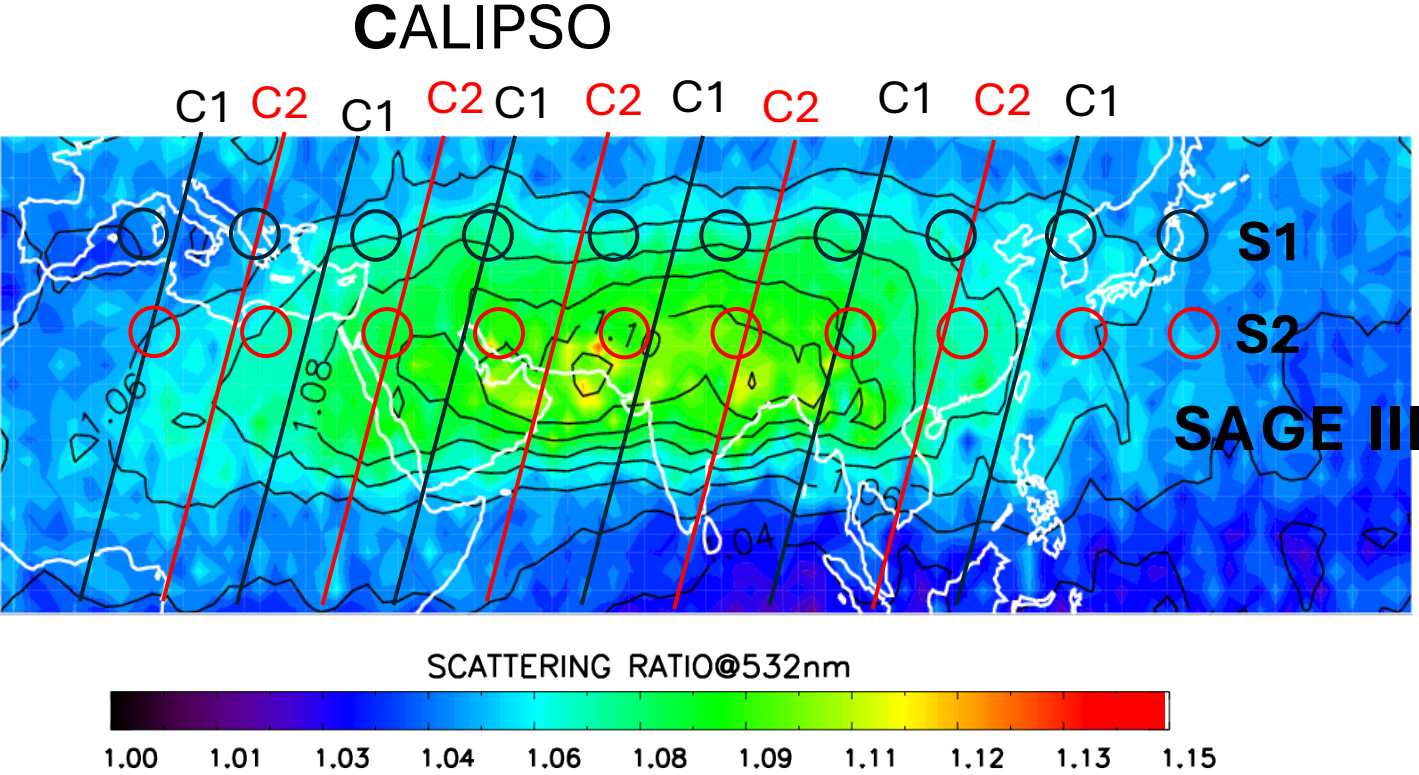 CALIPSO
C1 C2 C1 C2 C1 C2 C1 C2 C1 C2 C1
S1
1.10
S2
1.08
1.06
SAGE III
1.06
1.04
SCATTERING RATIO@532nm
1.00 1.01 1.03 1.04 1.06 1.08 1.09 1.11 1.12 1.13 1.15